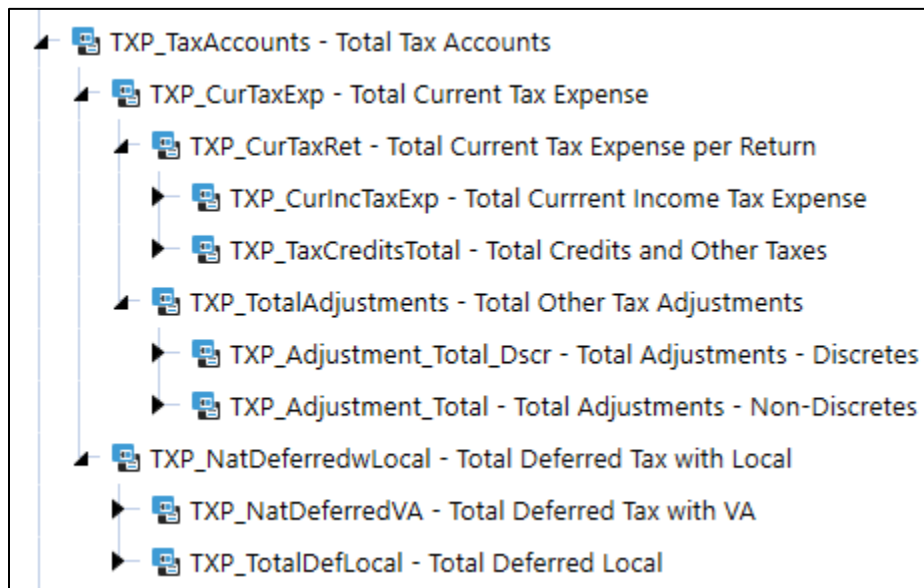 TXP_TaxAccounts - Total Tax Accounts
TXP_CurTaxExp - Total Current Tax Expense
TXP_CurTaxRet - Total Current Tax Expense per Return
TXP_CurIncTaxExp - Total Currrent Income Tax Expense
TXP_TaxCreditsTotal - Total Credits and Other Taxes
TXP_TotalAdjustments - Total Other Tax Adjustments
TXP_Adjustment_Total_Dscr - Total Adjustments - Discretes
TXP_Adjustment_Total - Total Adjustments - Non-Discretes
TXP_NatDeferredwLocal - Total Deferred Tax with Local
TXP_NatDeferredVA - Total Deferred Tax with VA
TXP_TotalDefLocal - Total Deferred Local